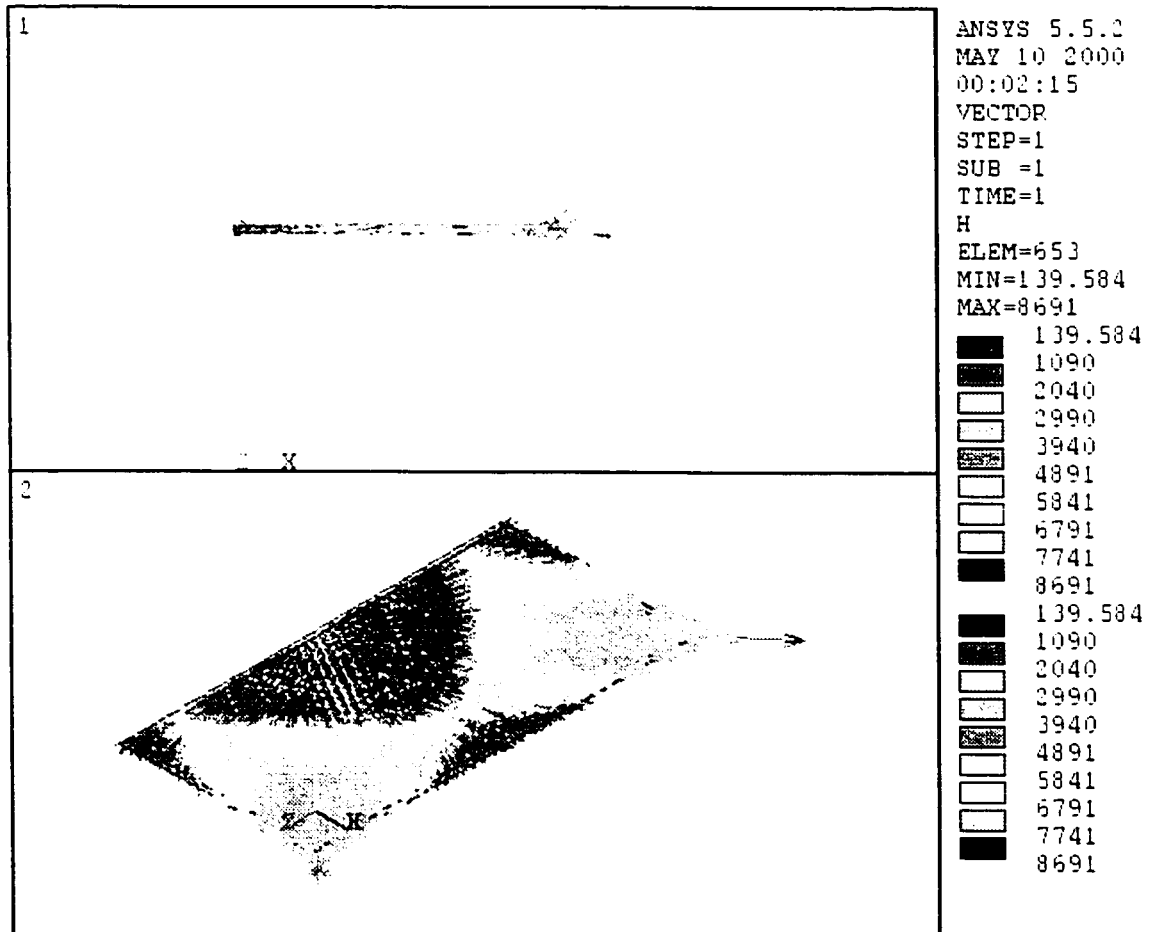 1
X
2
Z X
ANSYS 5.5.2
MAY 10 2000
00:02:15
VECTOR
STEP=1
SUB =1
TIME=1
H
ELEM=653
MIN=139.584
MAX=8691
139.584
1090
2040
2990
3940
4891
5841
6791
7741
8691
139.584
1090
2040
2990
3940
4891
5841
6791
7741
8691